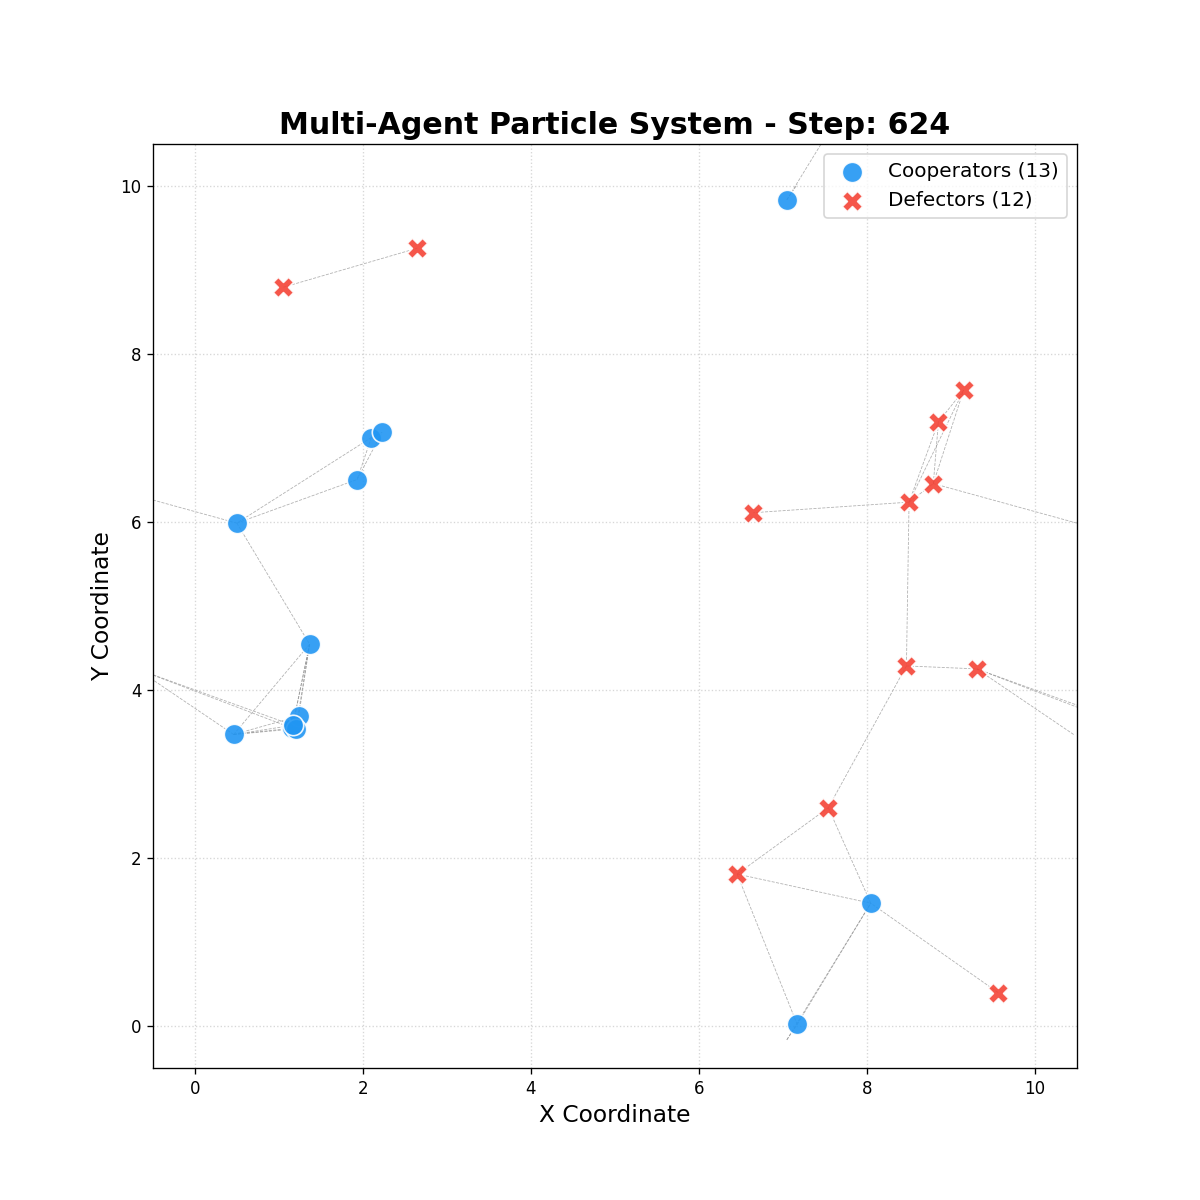 Multi-Agent Particle System - Step: 624
Cooperators (13)
Defectors (12)
10
8
6
4
2
0
Y Coordinate
0 2 4 6 8 10
X Coordinate